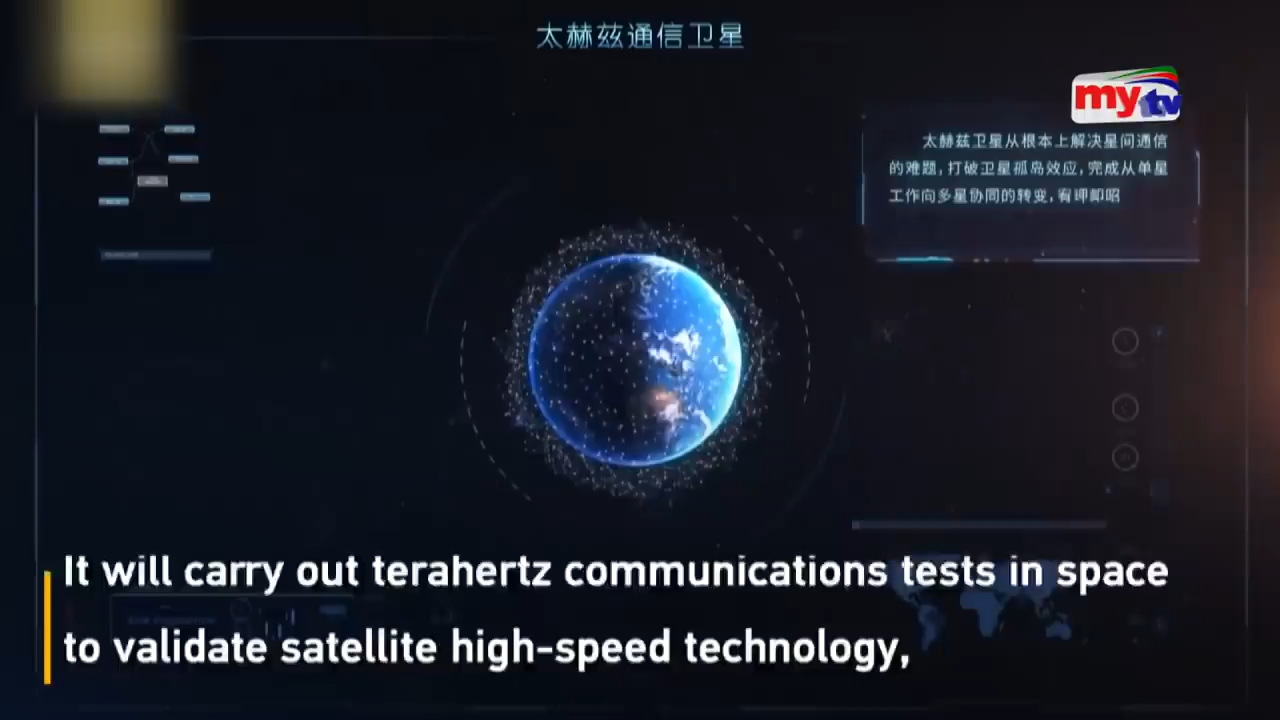 太赫兹通信卫星
mytv
太赫兹卫星从根本上解决星间通信
的难题，打破卫星孤岛效应，完成从单星
工作向多星协同的转变，
It will carry out terahertz communications tests in space
to validate satellite high-speed technology,